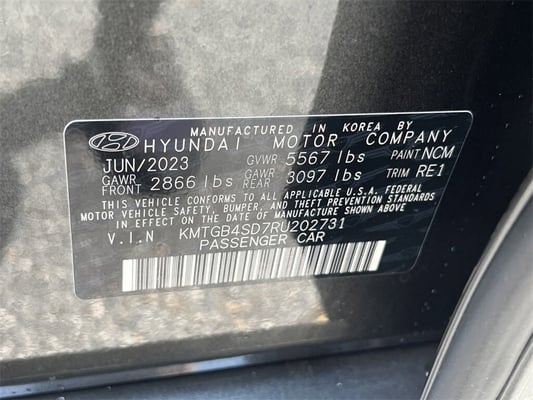 MANUFACTURED IN KOREA BY
HYUNDAI MOTOR COMPANY
JUN/2023 GVWR 5567 lbs PAINT NCM
GAWR FRONT 2866 lbs GAWR REAR 3097 lbs TRIM RE1
THIS VEHICLE CONFORMS TO ALL APPLICABLE U.S.A. FEDERAL
MOTOR VEHICLE SAFETY, BUMPER, AND THEFT PREVENTION STANDARDS
IN EFFECT ON THE DATE OF MANUFACTURE SHOWN ABOVE.
V.I.N KMTGB4SD7RU202731
PASSENGER CAR